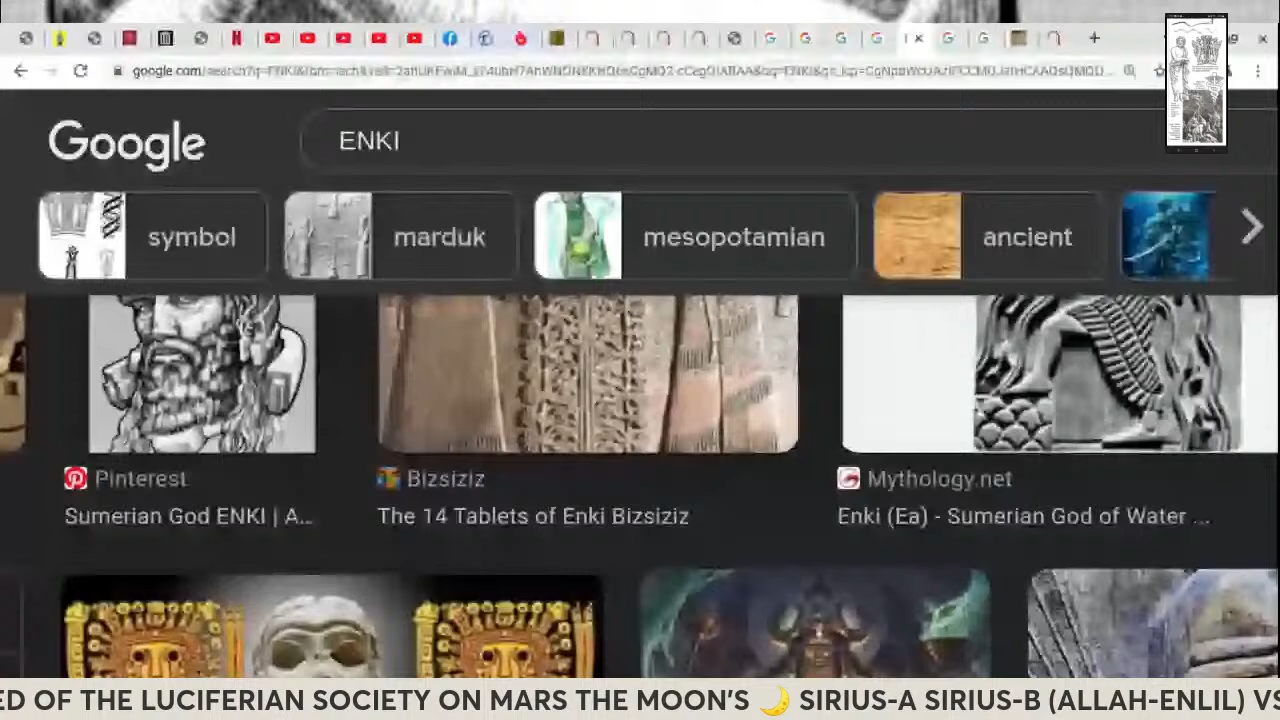 google.com/search?q=ENKI
Google
ENKI
symbol
marduk
mesopotamian
ancient
Pinterest
Sumerian God ENKI | A...
Bizsiziz
The 14 Tablets of Enki Bizsiziz
Mythology.net
Enki (Ea) - Sumerian God of Water ...
ED OF THE LUCIFERIAN SOCIETY ON MARS THE MOON'S 🌙 SIRIUS-A SIRIUS-B (ALLAH-ENLIL) VS